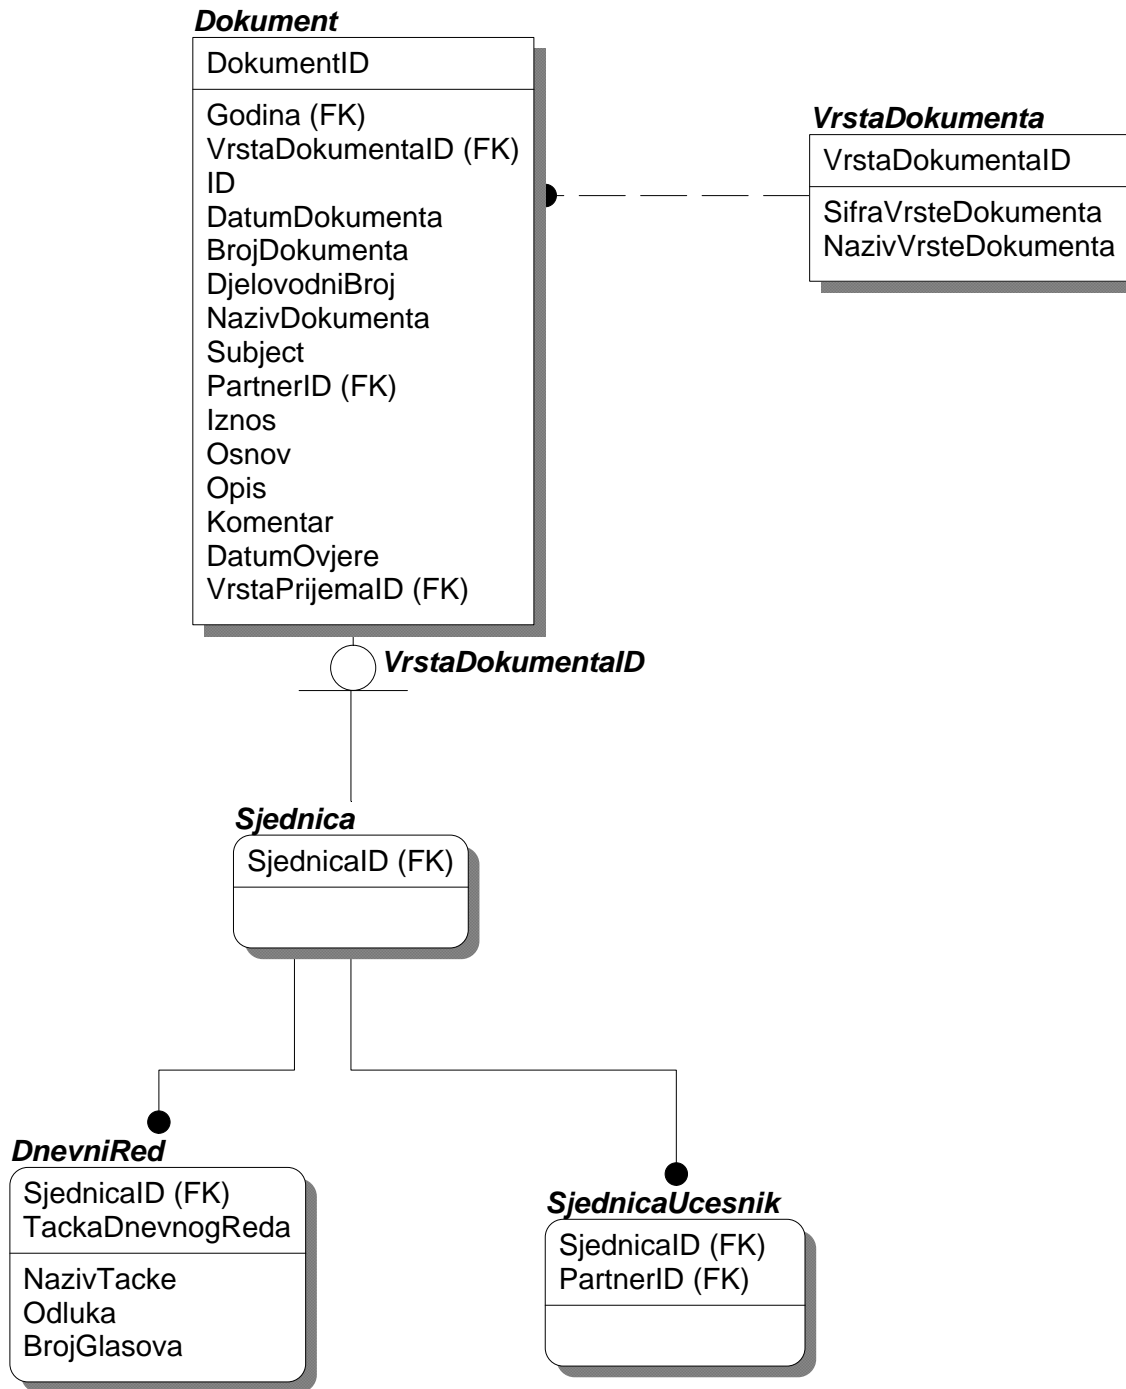 Dokument
DokumentID
Godina (FK)
VrstaDokumentaID (FK)
ID
DatumDokumenta
BrojDokumenta
DjelovodniBroj
NazivDokumenta
Subject
PartnerID (FK)
Iznos
Osnov
Opis
Komentar
DatumOvjere
VrstaPrijemaID (FK)
VrstaDokumenta
VrstaDokumentaID
SifraVrsteDokumenta
NazivVrsteDokumenta
VrstaDokumentaID
Sjednica
SjednicaID (FK)
DnevniRed
SjednicaID (FK)
TackaDnevnogReda
NazivTacke
Odluka
BrojGlasova
SjednicaUcesnik
SjednicaID (FK)
PartnerID (FK)